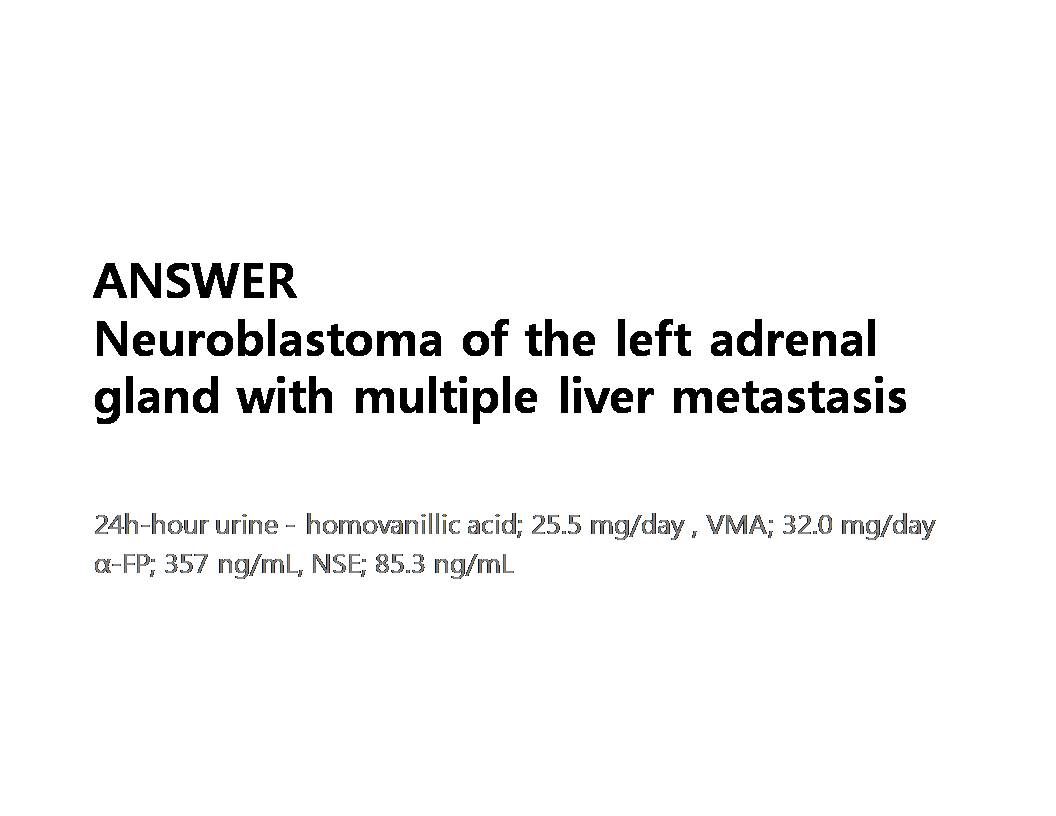 ANSWER
Neuroblastoma of the left adrenal
gland with multiple liver metastasis
24h-hour urine - homovanillic acid; 25.5 mg/day , VMA; 32.0 mg/day
α-FP; 357 ng/mL, NSE; 85.3 ng/mL